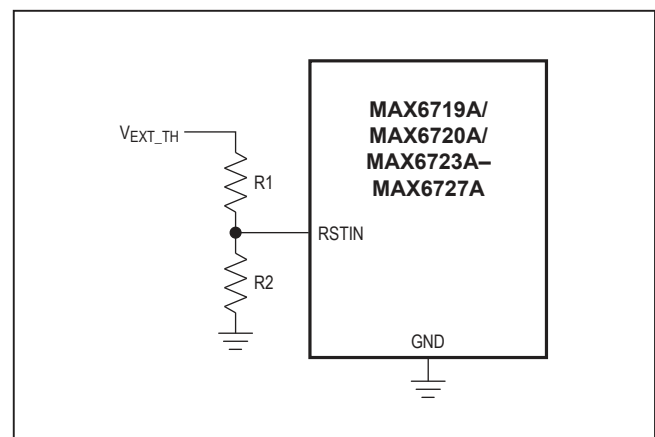 MAX6719A/
MAX6720A/
MAX6723A–
MAX6727A
VEXT_TH
R1
RSTIN
R2
GND